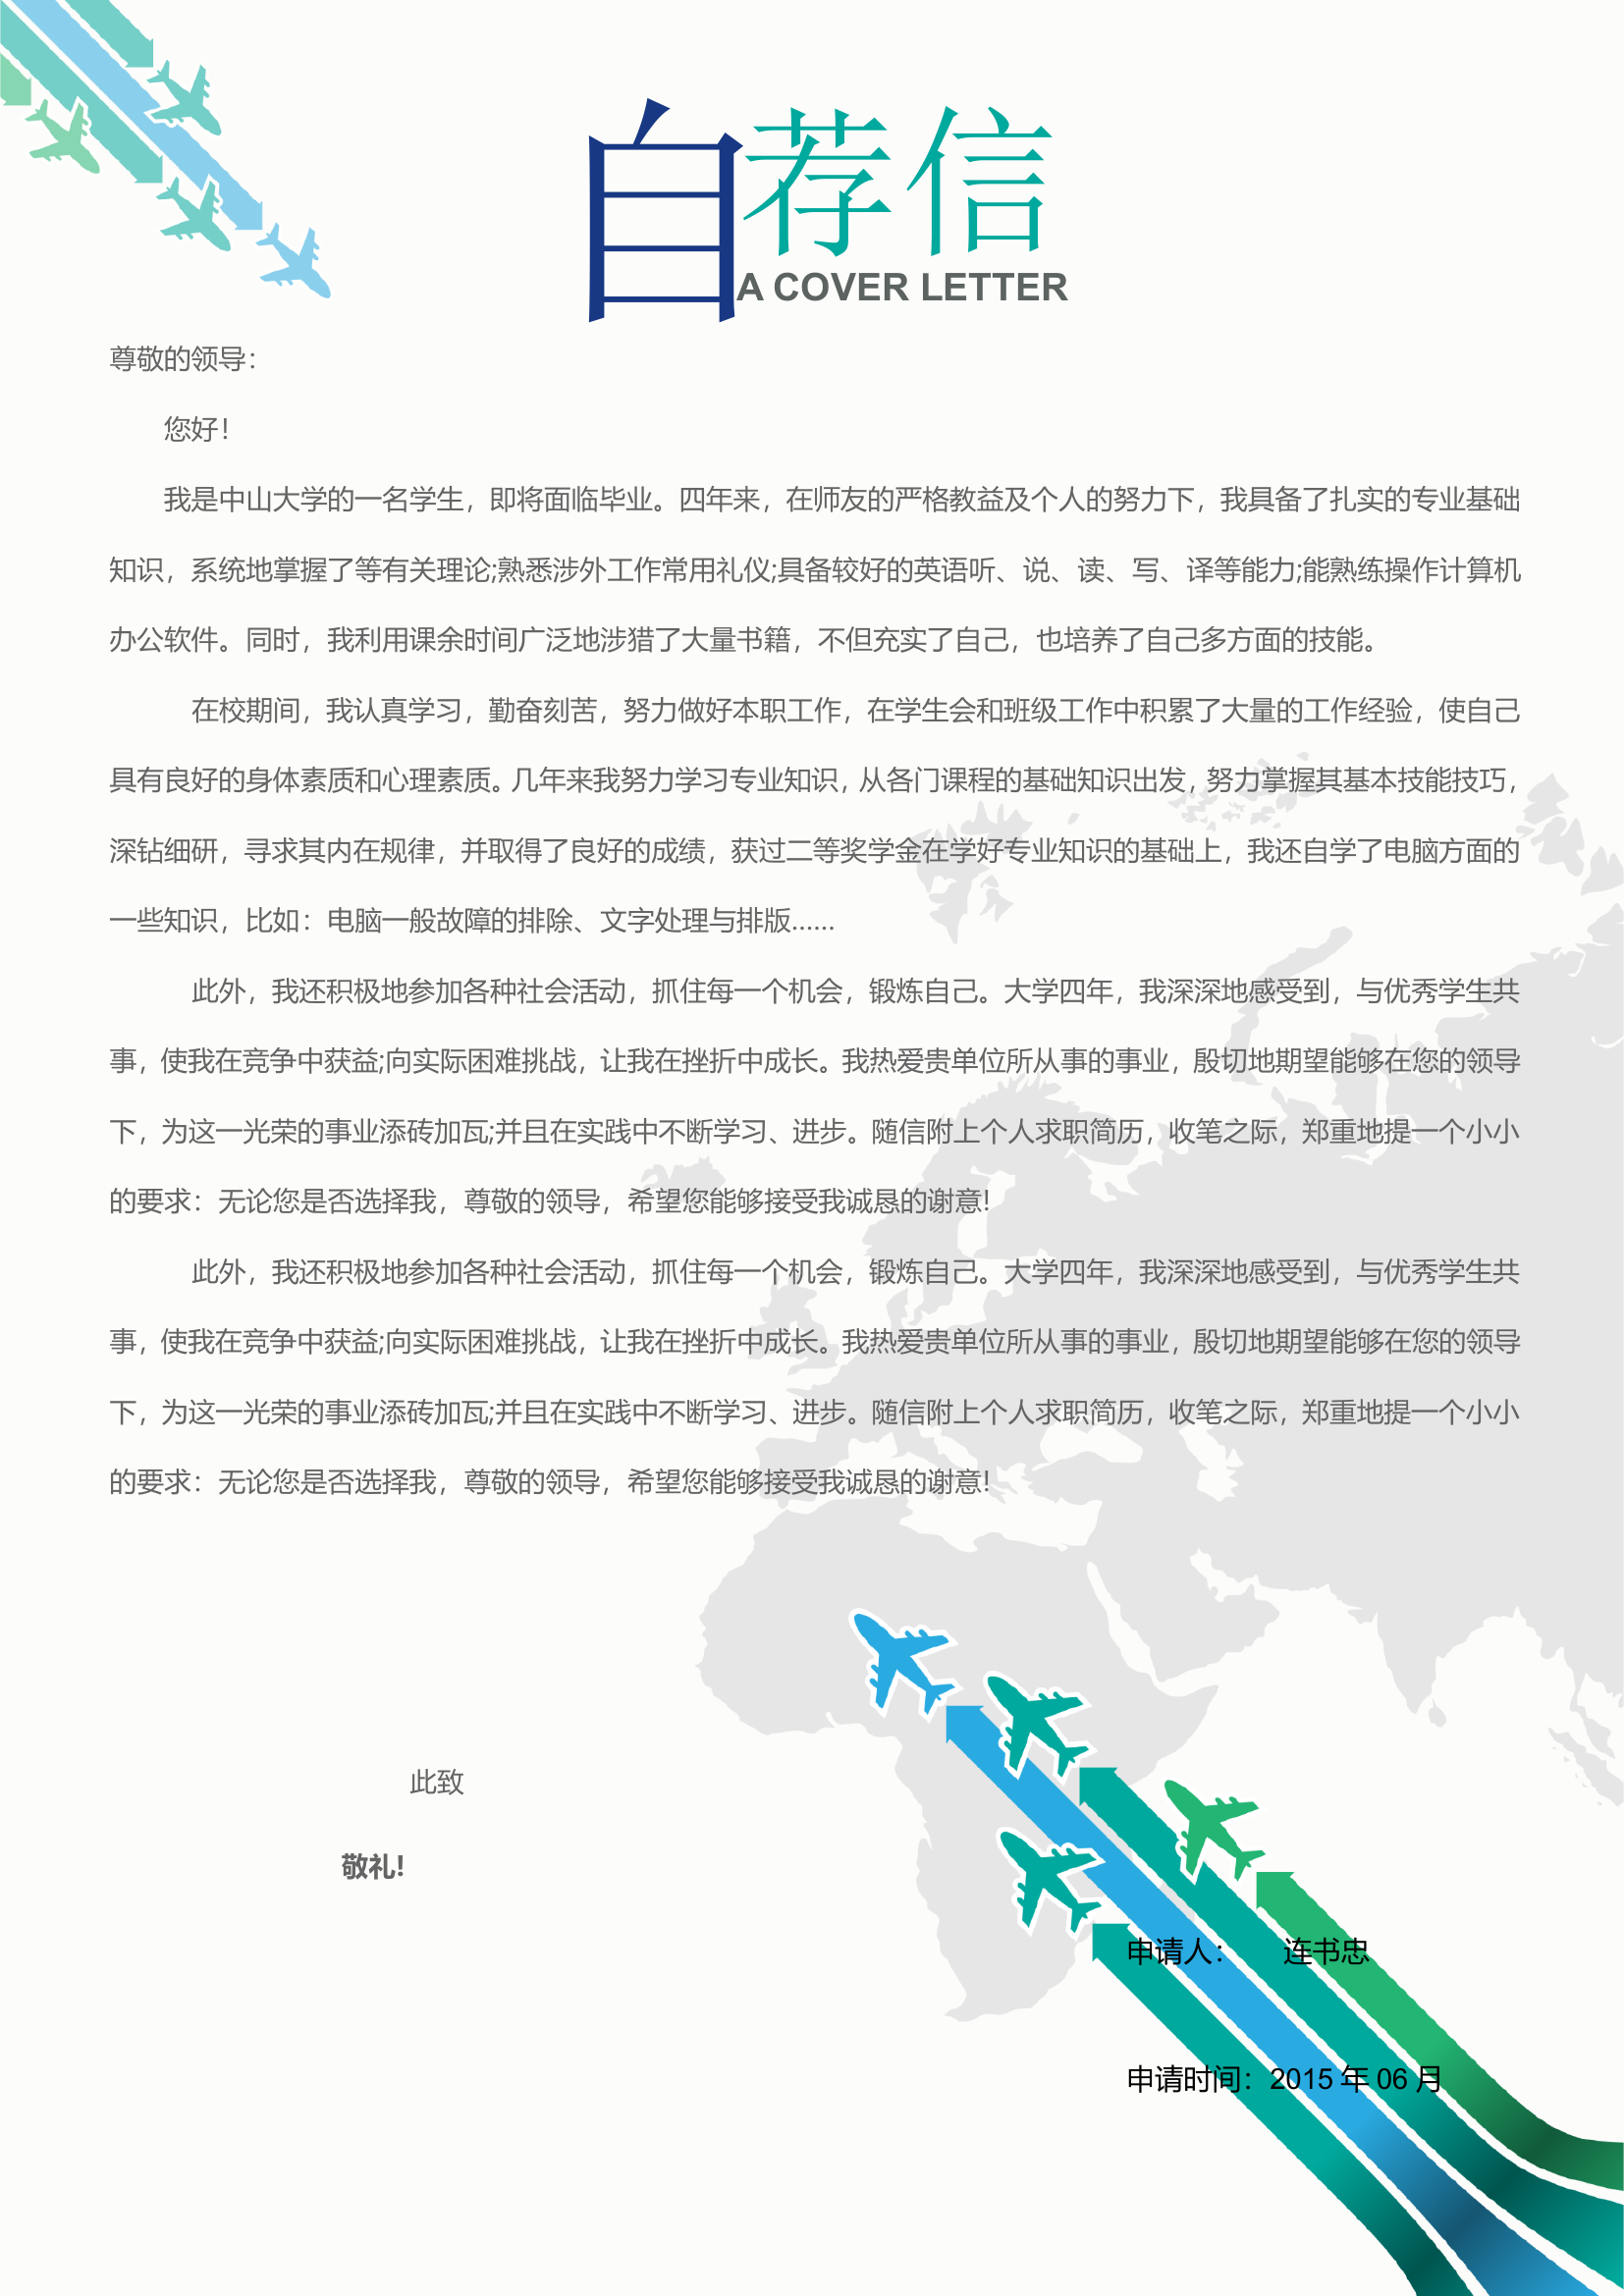 自荐信
A COVER LETTER
尊敬的领导：
您好！
我是中山大学的一名学生，即将面临毕业。四年来，在师友的严格教益及个人的努力下，我具备了扎实的专业基础
知识，系统地掌握了等有关理论;熟悉涉外工作常用礼仪;具备较好的英语听、说、读、写、译等能力;能熟练操作计算机
办公软件。同时，我利用课余时间广泛地涉猎了大量书籍，不但充实了自己，也培养了自己多方面的技能。
在校期间，我认真学习，勤奋刻苦，努力做好本职工作，在学生会和班级工作中积累了大量的工作经验，使自己
具有良好的身体素质和心理素质。几年来我努力学习专业知识，从各门课程的基础知识出发，努力掌握其基本技能技巧，
深钻细研，寻求其内在规律，并取得了良好的成绩，获过二等奖学金在学好专业知识的基础上，我还自学了电脑方面的
一些知识，比如：电脑一般故障的排除、文字处理与排版......
此外，我还积极地参加各种社会活动，抓住每一个机会，锻炼自己。大学四年，我深深地感受到，与优秀学生共
事，使我在竞争中获益;向实际困难挑战，让我在挫折中成长。我热爱贵单位所从事的事业，殷切地期望能够在您的领导
下，为这一光荣的事业添砖加瓦;并且在实践中不断学习、进步。随信附上个人求职简历，收笔之际，郑重地提一个小小
的要求：无论您是否选择我，尊敬的领导，希望您能够接受我诚恳的谢意!
此外，我还积极地参加各种社会活动，抓住每一个机会，锻炼自己。大学四年，我深深地感受到，与优秀学生共
事，使我在竞争中获益;向实际困难挑战，让我在挫折中成长。我热爱贵单位所从事的事业，殷切地期望能够在您的领导
下，为这一光荣的事业添砖加瓦;并且在实践中不断学习、进步。随信附上个人求职简历，收笔之际，郑重地提一个小小
的要求：无论您是否选择我，尊敬的领导，希望您能够接受我诚恳的谢意!
此致
敬礼!
申请人： 连书忠
申请时间：2015 年 06 月